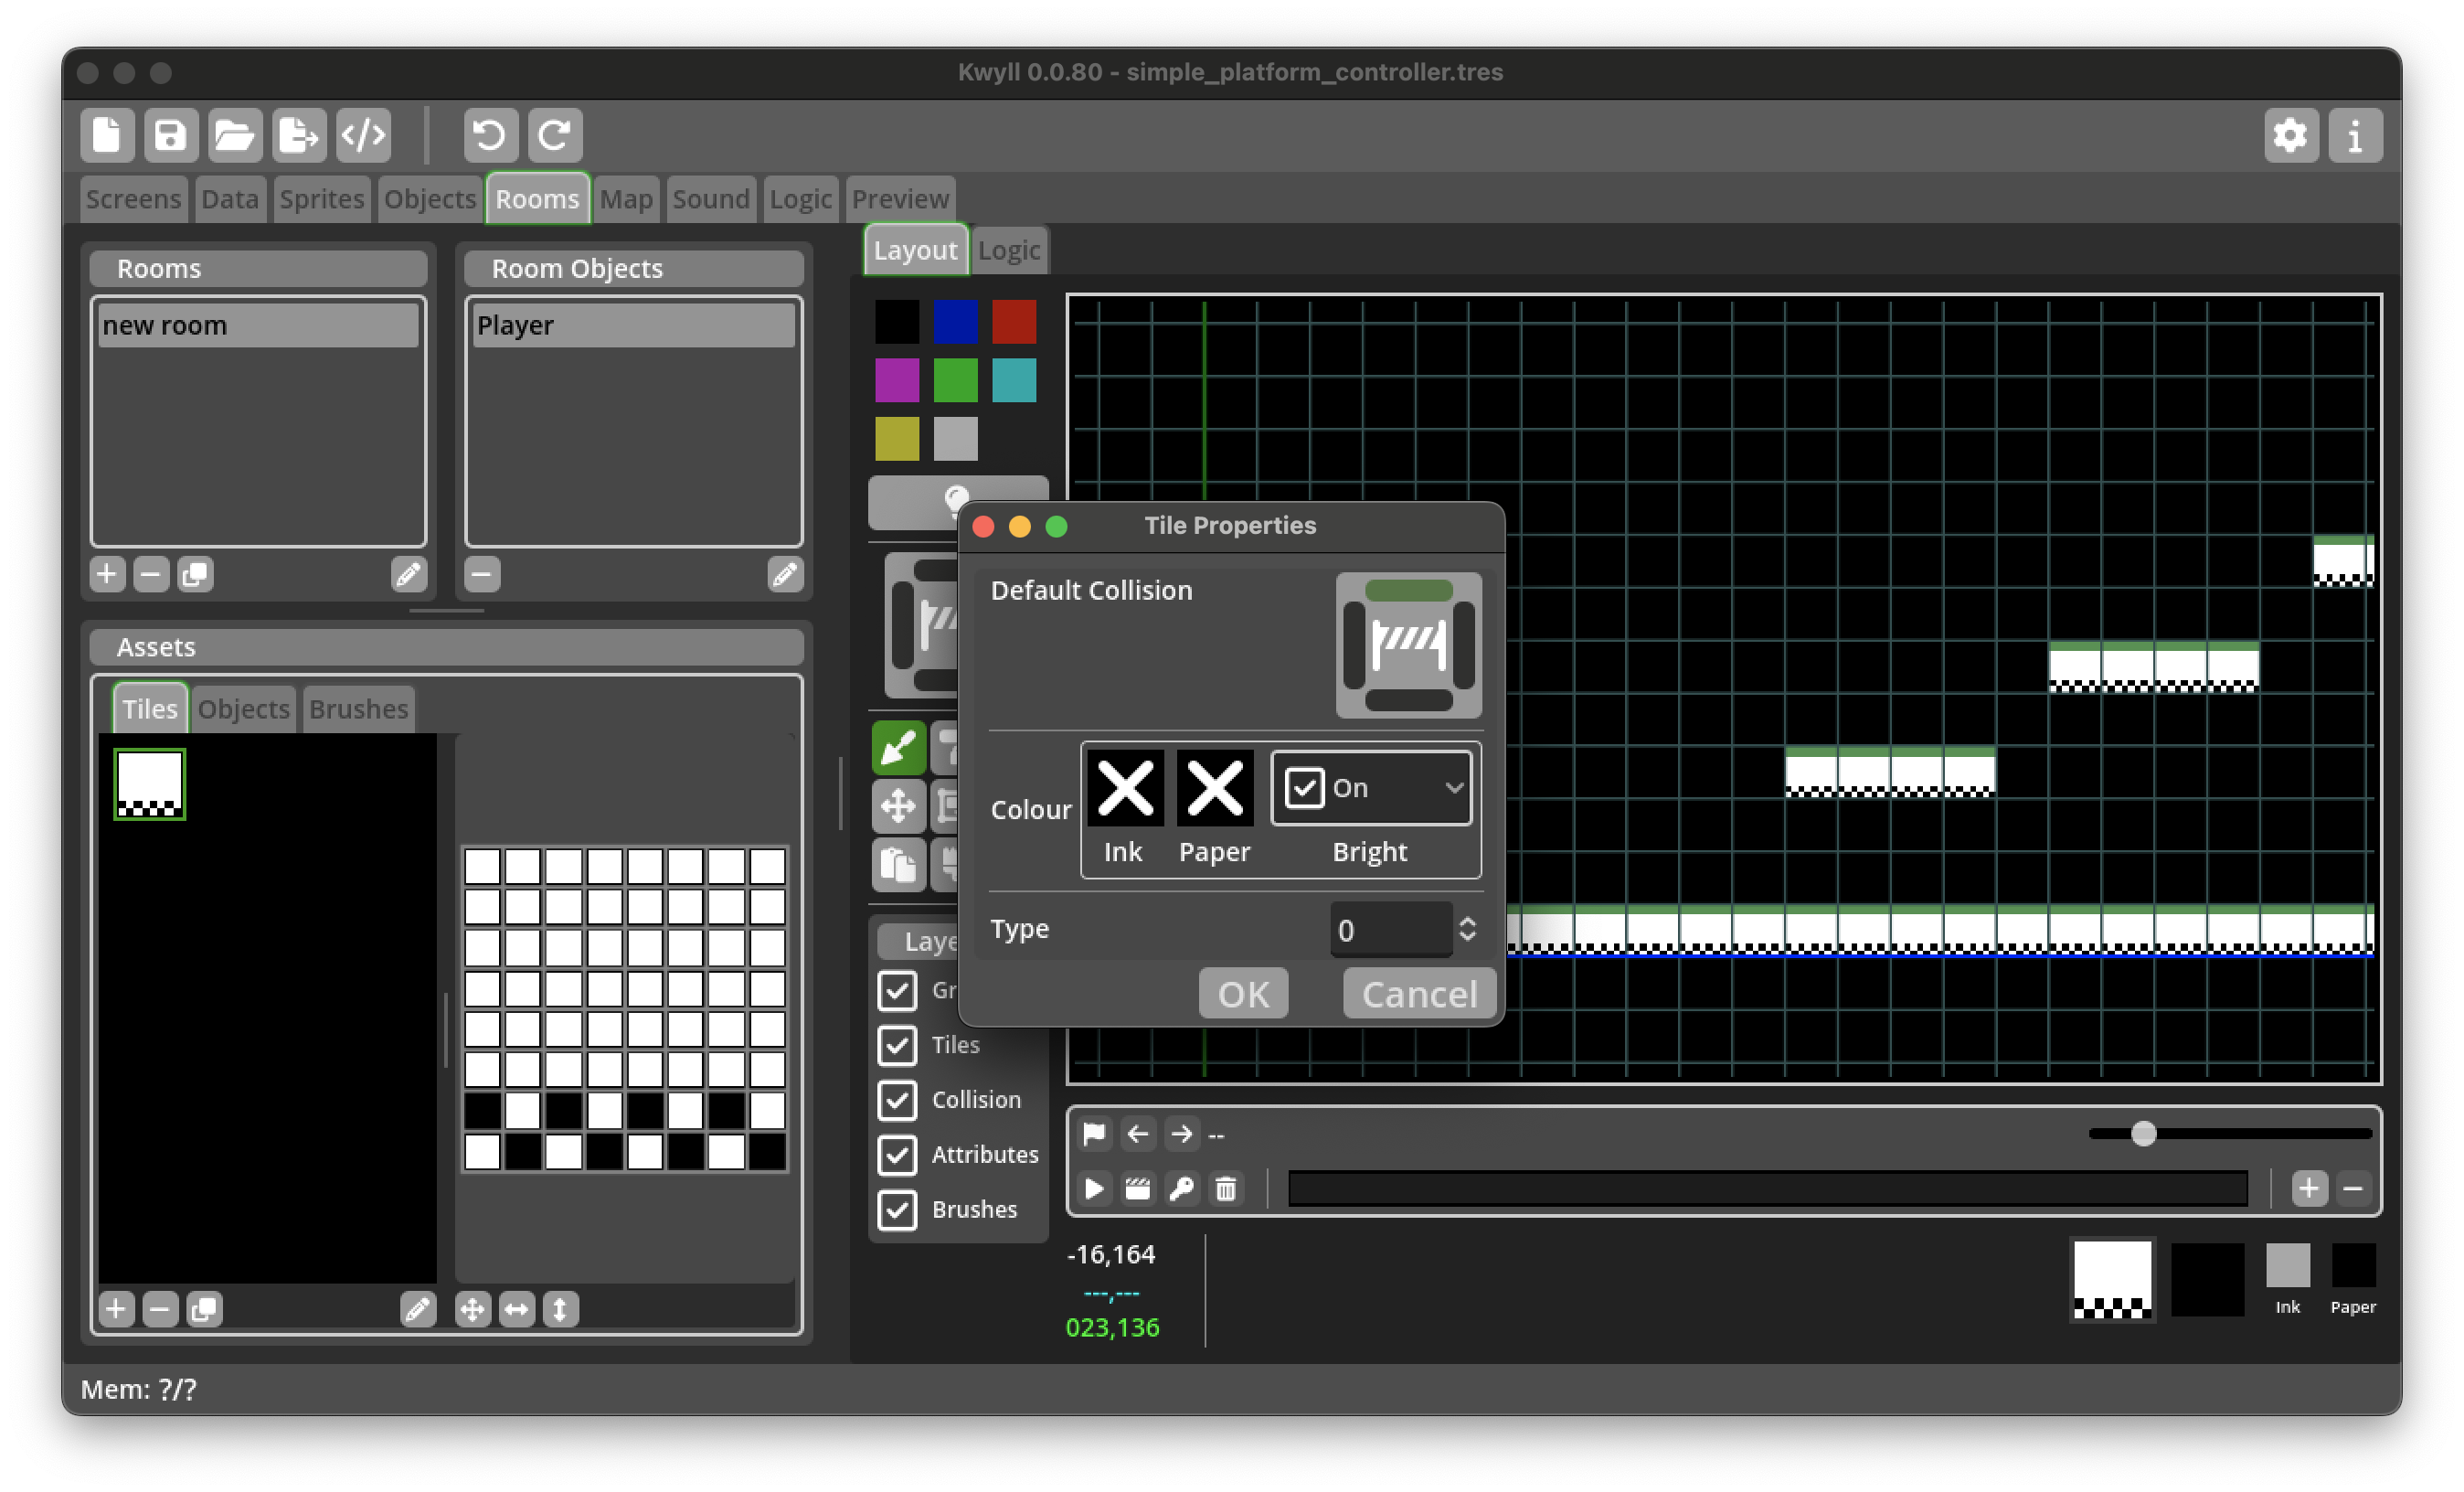 Kwyll 0.0.80 - simple_platform_controller.tres
Screens Data Sprites Objects Rooms Map Sound Logic Preview
Rooms
Room Objects
Layout Logic
new room
Player
Tile Properties
Default Collision
Colour
On
Ink Paper Bright
Type 0
OK Cancel
Assets
Tiles Objects Brushes
Tiles
Collision
Attributes
Brushes
--
-16,164
---,---
023,136
Ink Paper
Mem: ?/?